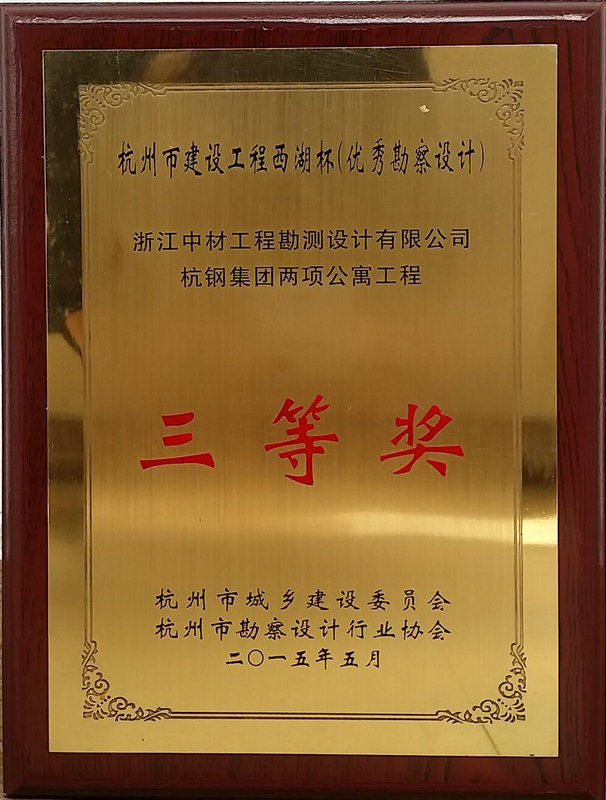 杭州市建设工程西湖杯(优秀勘察设计)
浙江中材工程勘测设计有限公司
杭钢集团两项公寓工程
三等奖
杭州市城乡建设委员会
杭州市勘察设计行业协会
二〇一五年五月